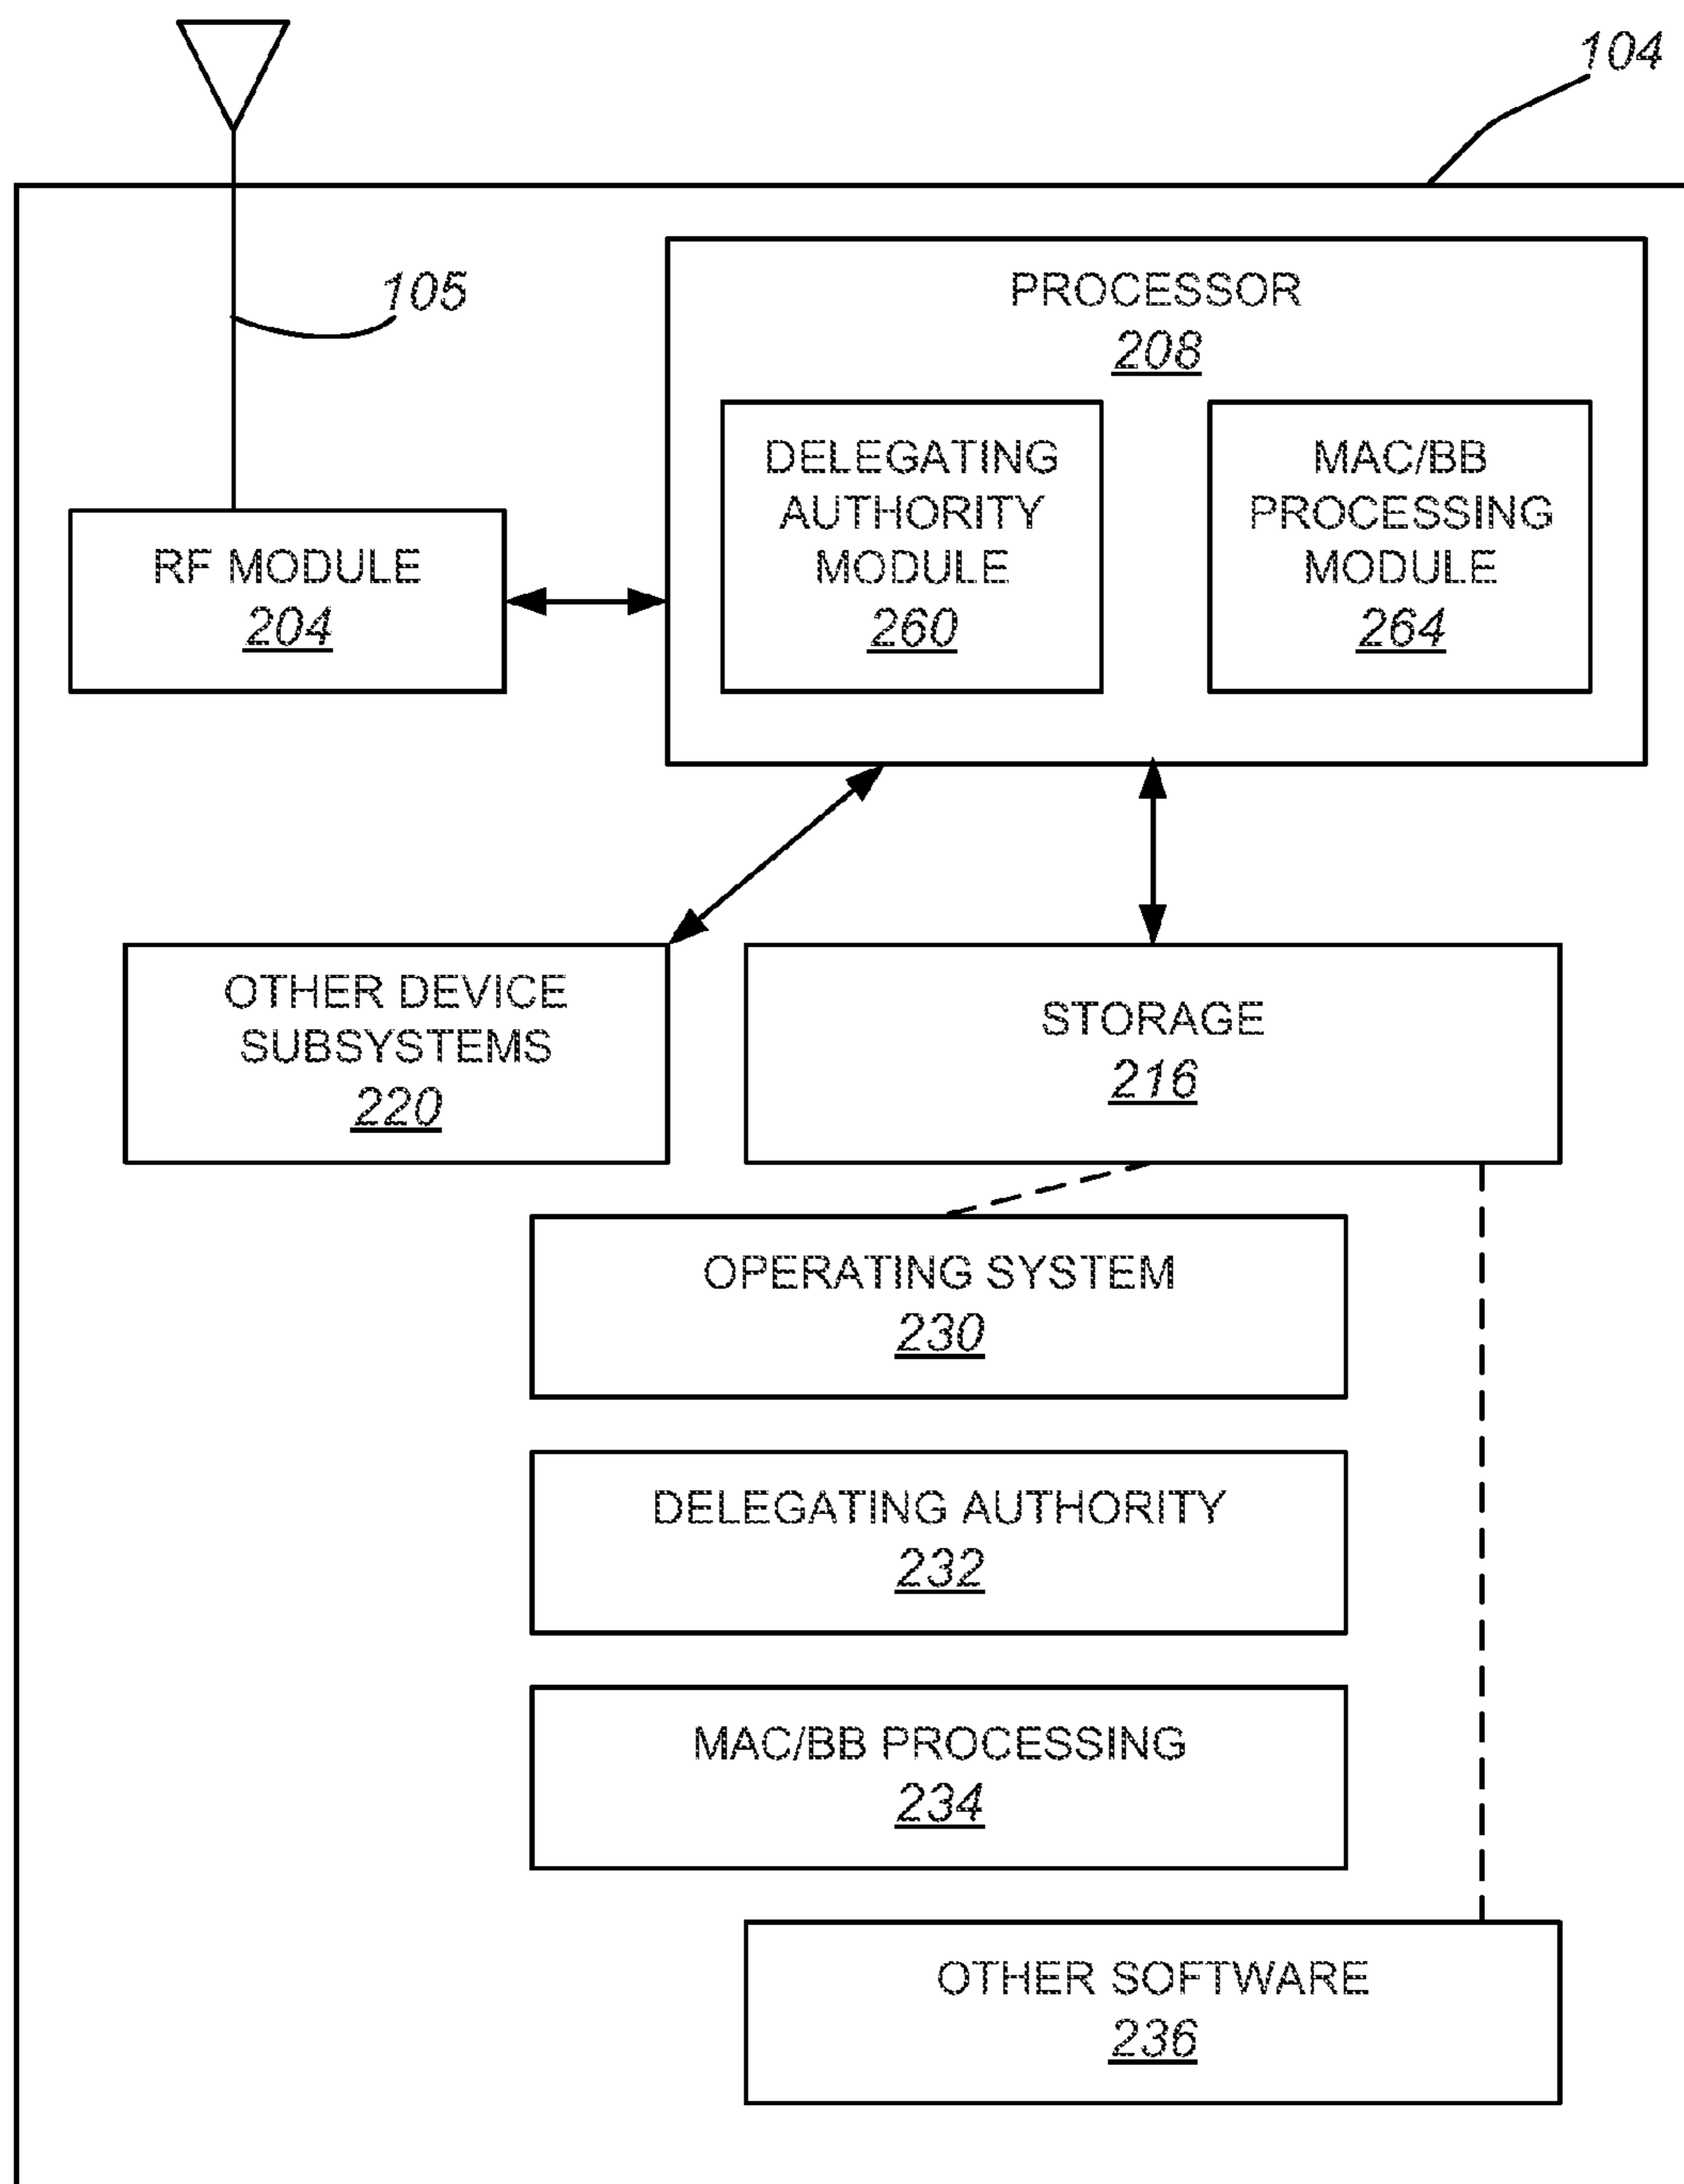 104
105
PROCESSOR
208
DELEGATING
AUTHORITY
MODULE
260
MAC/BB
PROCESSING
MODULE
264
RF MODULE
204
OTHER DEVICE
SUBSYSTEMS
220
STORAGE
216
OPERATING SYSTEM
230
DELEGATING AUTHORITY
232
MAC/BB PROCESSING
234
OTHER SOFTWARE
236